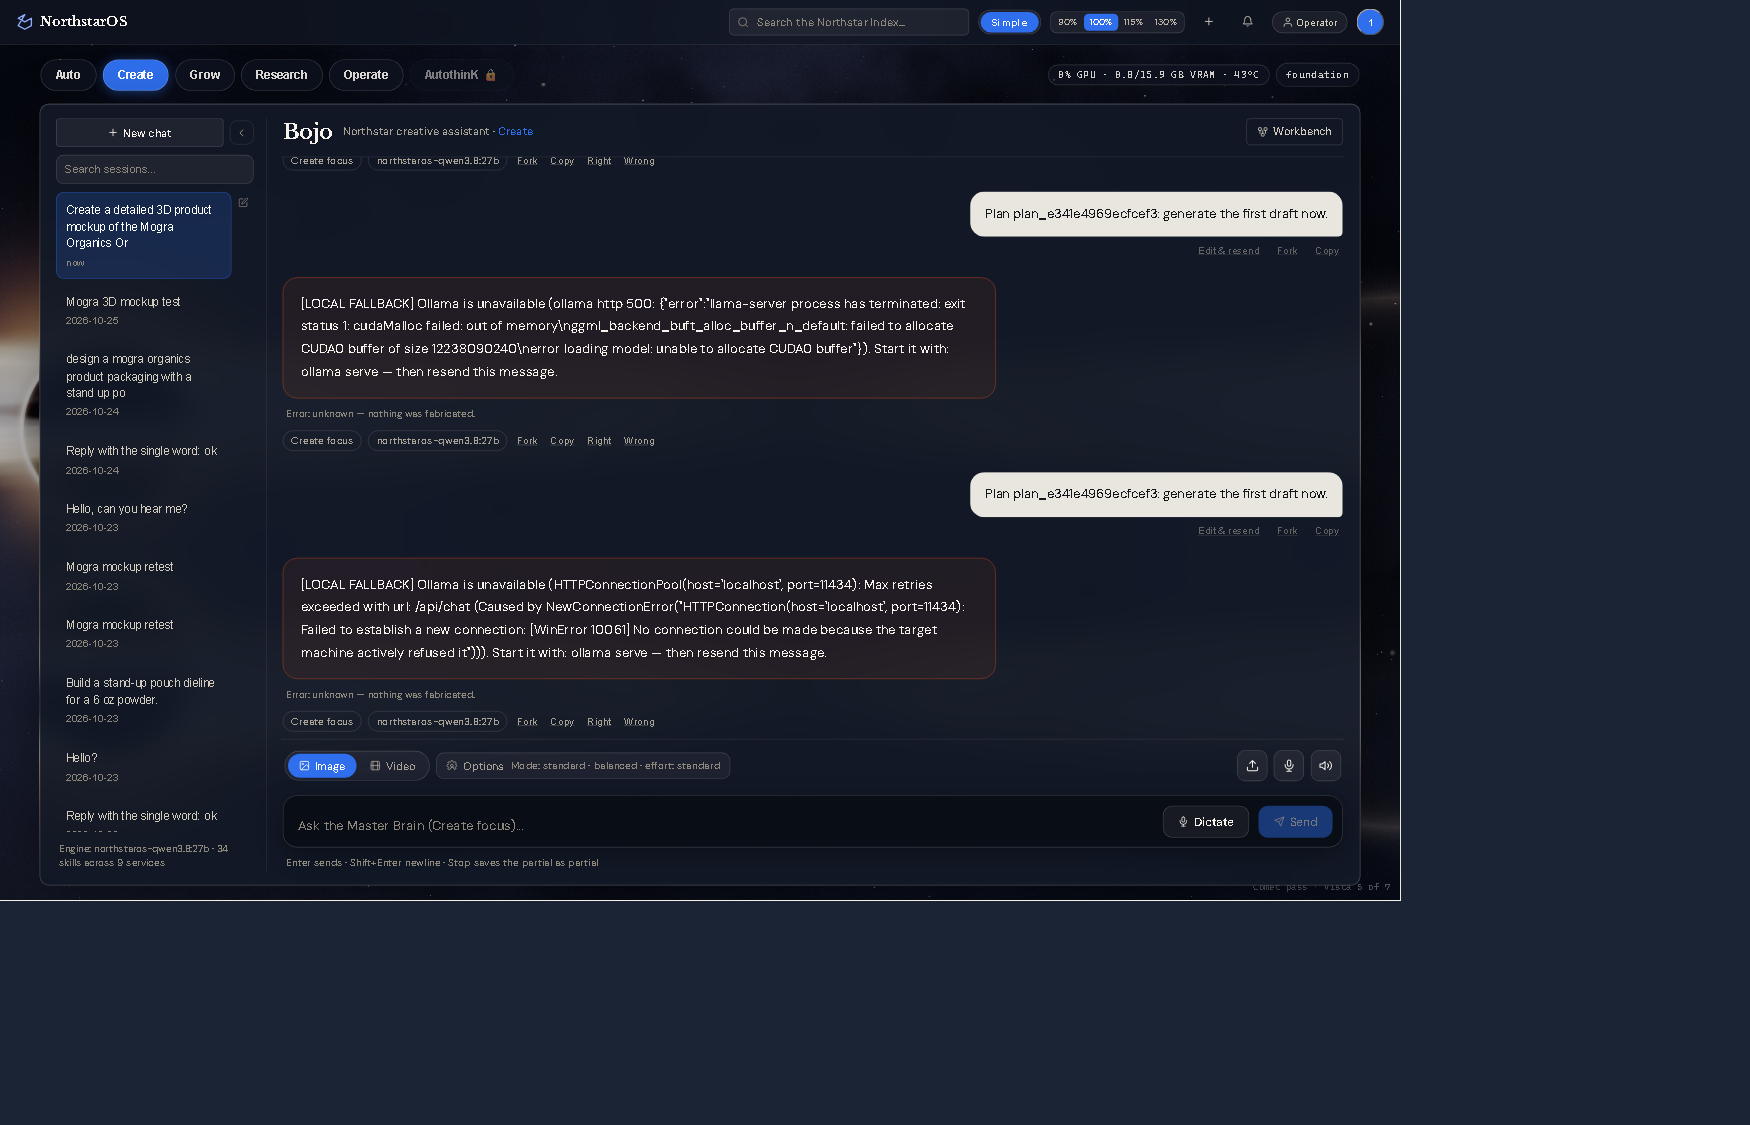 NorthstarOS
Search the Northstar Index...
Simple
90% 100% 115% 130%
+
Operator
1
Auto
Create
Grow
Research
Operate
AutothinK
0% GPU · 0.0/15.9 GB VRAM · 43°C
foundation
+ New chat
Search sessions...
Create a detailed 3D product
mockup of the Mogra
Organics Or
now
Mogra 3D mockup test
2026-10-25
design a mogra organics
product packaging with a
stand up po
2026-10-24
Reply with the single word: ok
2026-10-24
Hello, can you hear me?
2026-10-23
Mogra mockup retest
2026-10-23
Mogra mockup retest
2026-10-23
Build a stand-up pouch dieline
for a 6 oz powder.
2026-10-23
Hello?
2026-10-23
Reply with the single word: ok
Engine: northstaros-qwen3.8:27b · 34
skills across 9 services
Bojo
Northstar creative assistant · Create
Workbench
Create focus northstaros-qwen3.8:27b Fork Copy Right Wrong
Plan plan_e341e4969ecfcef3: generate the first draft now.
Edit & resend Fork Copy
[LOCAL FALLBACK] Ollama is unavailable (ollama http 500: {"error":"llama-server process has terminated: exit
status 1: cudaMalloc failed: out of memory\nggml_backend_buft_alloc_buffer_n_default: failed to allocate
CUDA0 buffer of size 12238090240\nerror loading model: unable to allocate CUDA0 buffer"}). Start it with:
ollama serve — then resend this message.
Error: unknown — nothing was fabricated.
Create focus northstaros-qwen3.8:27b Fork Copy Right Wrong
Plan plan_e341e4969ecfcef3: generate the first draft now.
Edit & resend Fork Copy
[LOCAL FALLBACK] Ollama is unavailable (HTTPConnectionPool(host='localhost', port=11434): Max retries
exceeded with url: /api/chat (Caused by NewConnectionError("HTTPConnection(host='localhost', port=11434):
Failed to establish a new connection: [WinError 10061] No connection could be made because the target
machine actively refused it"))). Start it with: ollama serve — then resend this message.
Error: unknown — nothing was fabricated.
Create focus northstaros-qwen3.8:27b Fork Copy Right Wrong
Image
Video
Options Mode: standard · balanced · effort: standard
Ask the Master Brain (Create focus)...
Dictate
Send
Enter sends · Shift+Enter newline · Stop saves the partial as partial
Comet pass · Vista 5 of 7